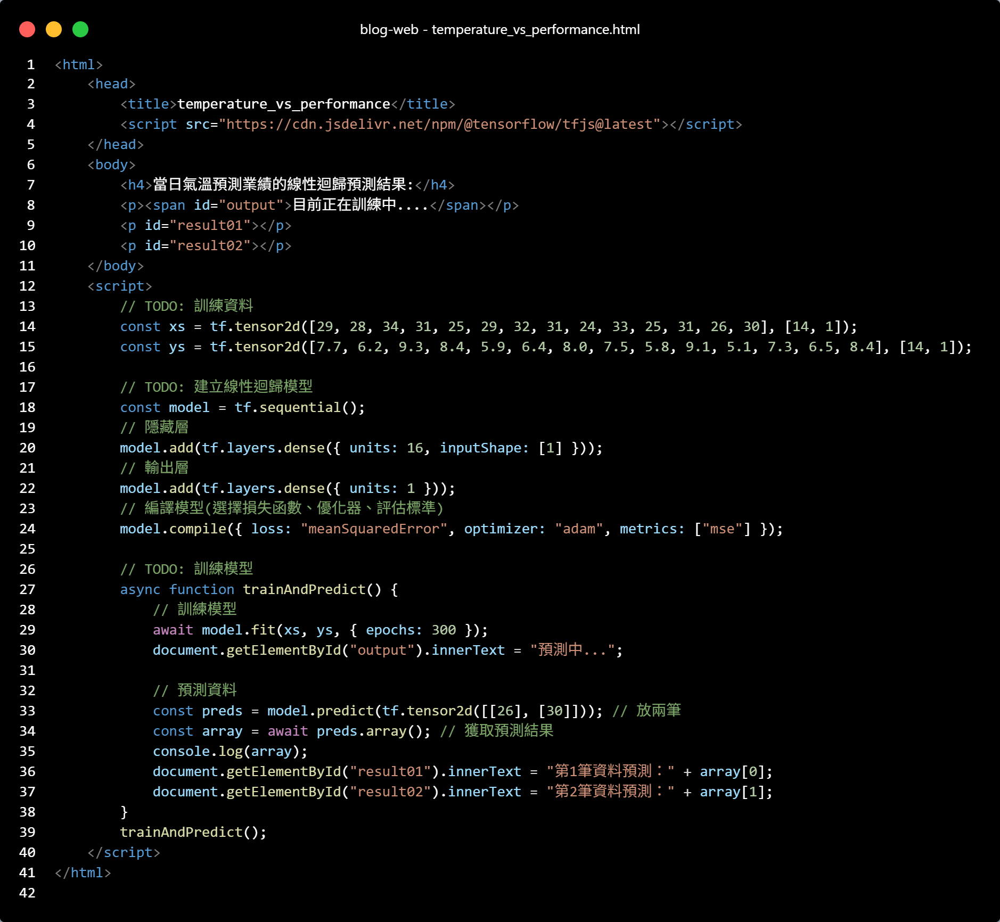 blog-web - temperature_vs_performance.html
1 <html>
2     <head>
3         <title>temperature_vs_performance</title>
4         <script src="https://cdn.jsdelivr.net/npm/@tensorflow/tfjs@latest"></script>
5     </head>
6     <body>
7         <h4>當日氣溫預測業績的線性迴歸預測結果:</h4>
8         <p><span id="output">目前正在訓練中....</span></p>
9         <p id="result01"></p>
10         <p id="result02"></p>
11     </body>
12     <script>
13         // TODO: 訓練資料
14         const xs = tf.tensor2d([29, 28, 34, 31, 25, 29, 32, 31, 24, 33, 25, 31, 26, 30], [14, 1]);
15         const ys = tf.tensor2d([7.7, 6.2, 9.3, 8.4, 5.9, 6.4, 8.0, 7.5, 5.8, 9.1, 5.1, 7.3, 6.5, 8.4], [14, 1]);
16
17         // TODO: 建立線性迴歸模型
18         const model = tf.sequential();
19         // 隱藏層
20         model.add(tf.layers.dense({ units: 16, inputShape: [1] }));
21         // 輸出層
22         model.add(tf.layers.dense({ units: 1 }));
23         // 編譯模型(選擇損失函數、優化器、評估標準)
24         model.compile({ loss: "meanSquaredError", optimizer: "adam", metrics: ["mse"] });
25
26         // TODO: 訓練模型
27         async function trainAndPredict() {
28             // 訓練模型
29             await model.fit(xs, ys, { epochs: 300 });
30             document.getElementById("output").innerText = "預測中...";
31
32             // 預測資料
33             const preds = model.predict(tf.tensor2d([[26], [30]])); // 放兩筆
34             const array = await preds.array(); // 獲取預測結果
35             console.log(array);
36             document.getElementById("result01").innerText = "第1筆資料預測：" + array[0];
37             document.getElementById("result02").innerText = "第2筆資料預測：" + array[1];
38         }
39         trainAndPredict();
40     </script>
41 </html>
42